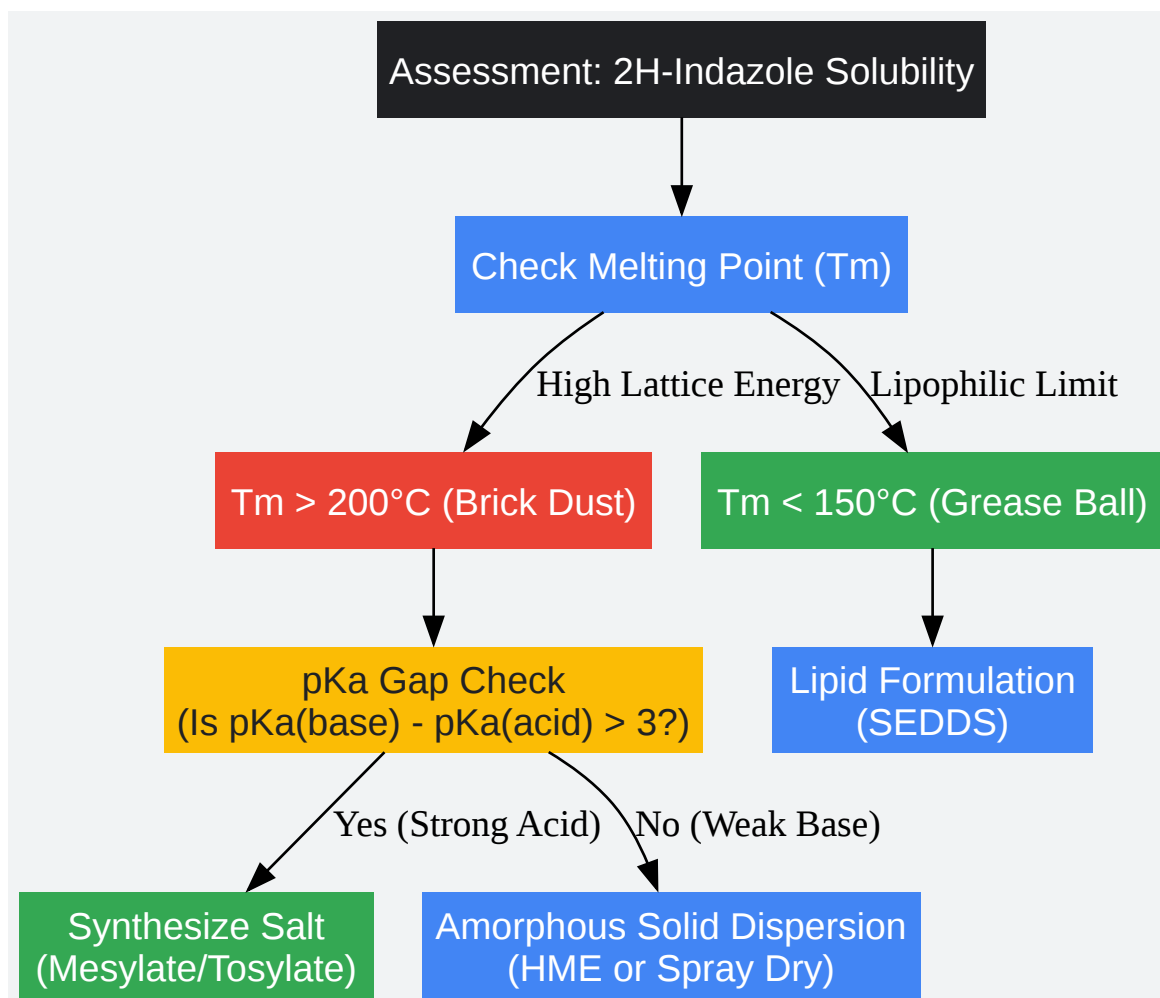 Assessment: 2H-Indazole Solubility
Check Melting Point (Tm)
High Lattice Energy
Lipophilic Limit
Tm > 200°C (Brick Dust)
Tm < 150°C (Grease Ball)
pKa Gap Check
(Is pKa(base) - pKa(acid) > 3?)
Lipid Formulation
(SEDDS)
Yes (Strong Acid)
No (Weak Base)
Synthesize Salt
(Mesylate/Tosylate)
Amorphous Solid Dispersion
(HME or Spray Dry)